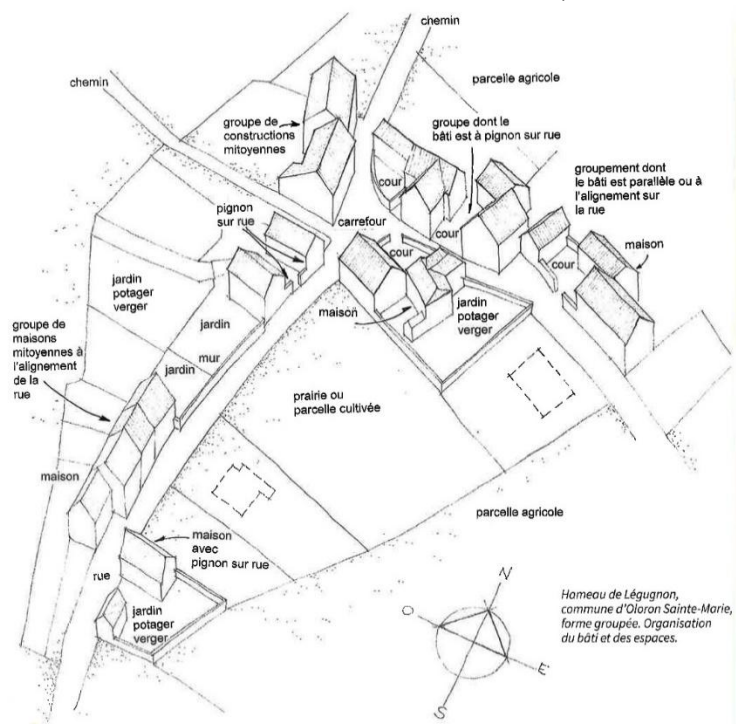 chemin
chemin
parcelle agricole
groupe de
constructions
mitoyennes
groupe dont le
bâti est à pignon sur rue
groupement dont
le bâti est parallèle ou à
l'alignement sur
la rue
cour
pignon
sur rue
carrefour
cour
cour
cour
maison
jardin
potager
verger
maison
jardin
potager
verger
groupe de
maisons
mitoyennes à
l'alignement
de la
rue
jardin
mur
jardin
prairie ou
parcelle cultivée
maison
parcelle agricole
maison
avec
pignon sur rue
rue
jardin
potager
verger
N
O
E
S
Hameau de Légugnon,
commune d'Oloron Sainte-Marie,
forme groupée. Organisation
du bâti et des espaces.